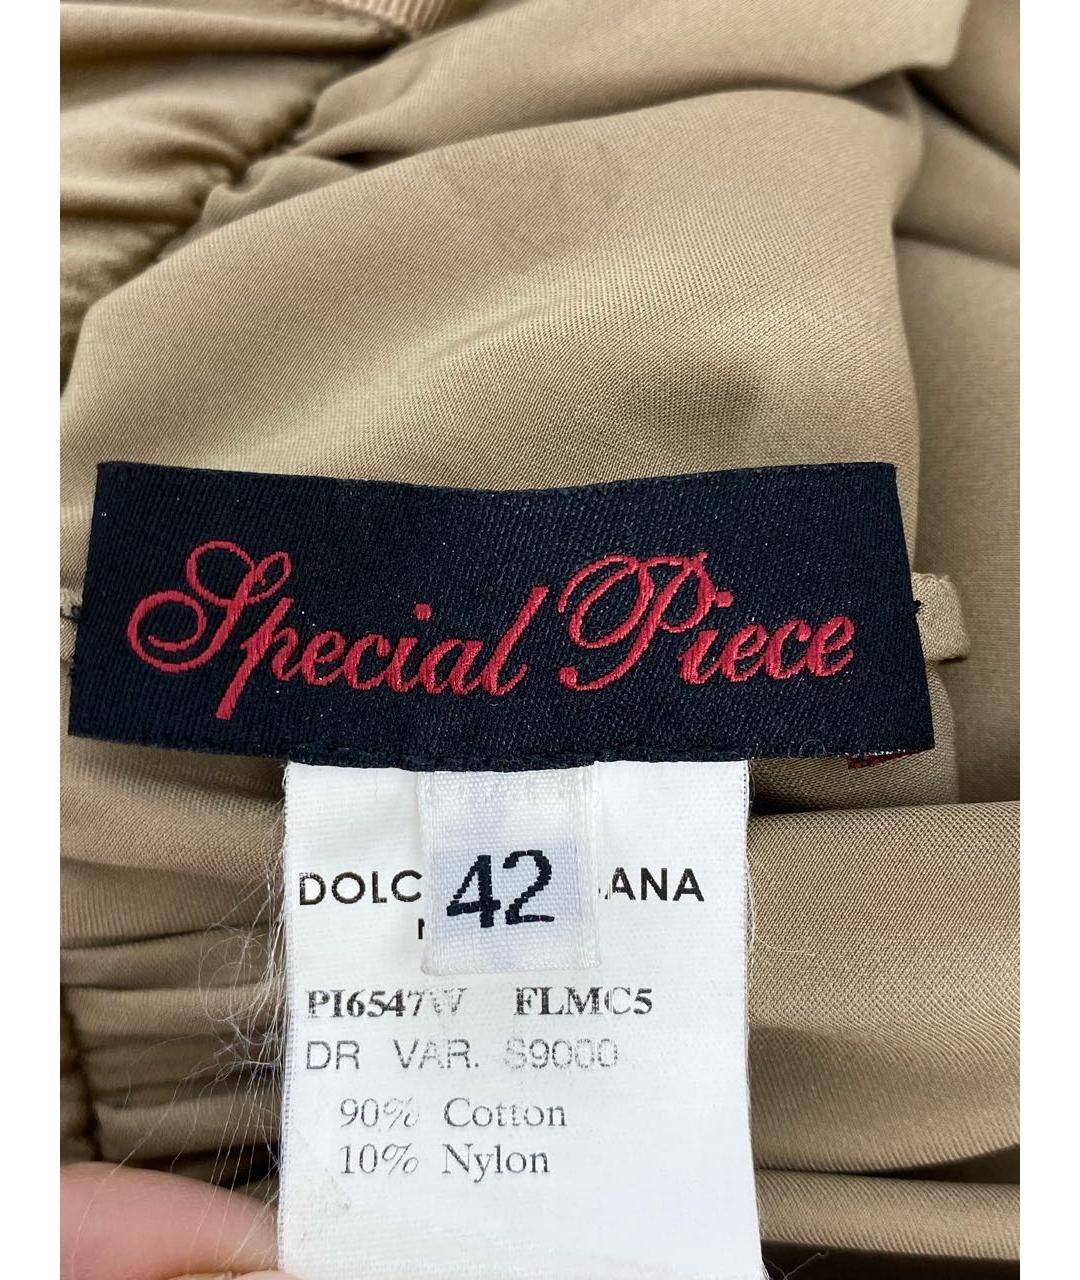 Special Piece
42
DOLC ANA
PI6547W FLMC5
DR VAR. S9000
90% Cotton
10% Nylon